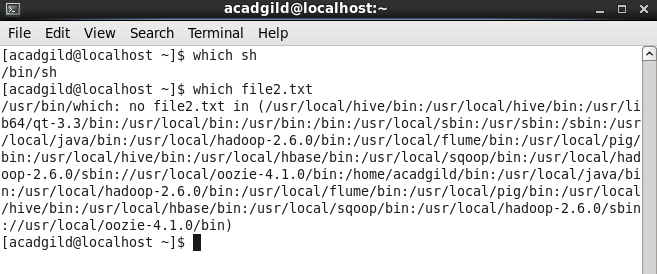 acadgild@localhost:~
File Edit View Search Terminal Help
[acadgild@localhost ~]$ which sh
/bin/sh
[acadgild@localhost ~]$ which file2.txt
/usr/bin/which: no file2.txt in (/usr/local/hive/bin:/usr/local/hive/bin:/usr/li
b64/qt-3.3/bin:/usr/local/bin:/usr/bin:/bin:/usr/local/sbin:/usr/sbin:/sbin:/usr
/local/java/bin:/usr/local/hadoop-2.6.0/bin:/usr/local/flume/bin:/usr/local/pig/
bin:/usr/local/hive/bin:/usr/local/hbase/bin:/usr/local/sqoop/bin:/usr/local/had
oop-2.6.0/sbin://usr/local/oozie-4.1.0/bin:/home/acadgild/bin:/usr/local/java/bi
n:/usr/local/hadoop-2.6.0/bin:/usr/local/flume/bin:/usr/local/pig/bin:/usr/local
/hive/bin:/usr/local/hbase/bin:/usr/local/sqoop/bin:/usr/local/hadoop-2.6.0/sbin
://usr/local/oozie-4.1.0/bin)
[acadgild@localhost ~]$